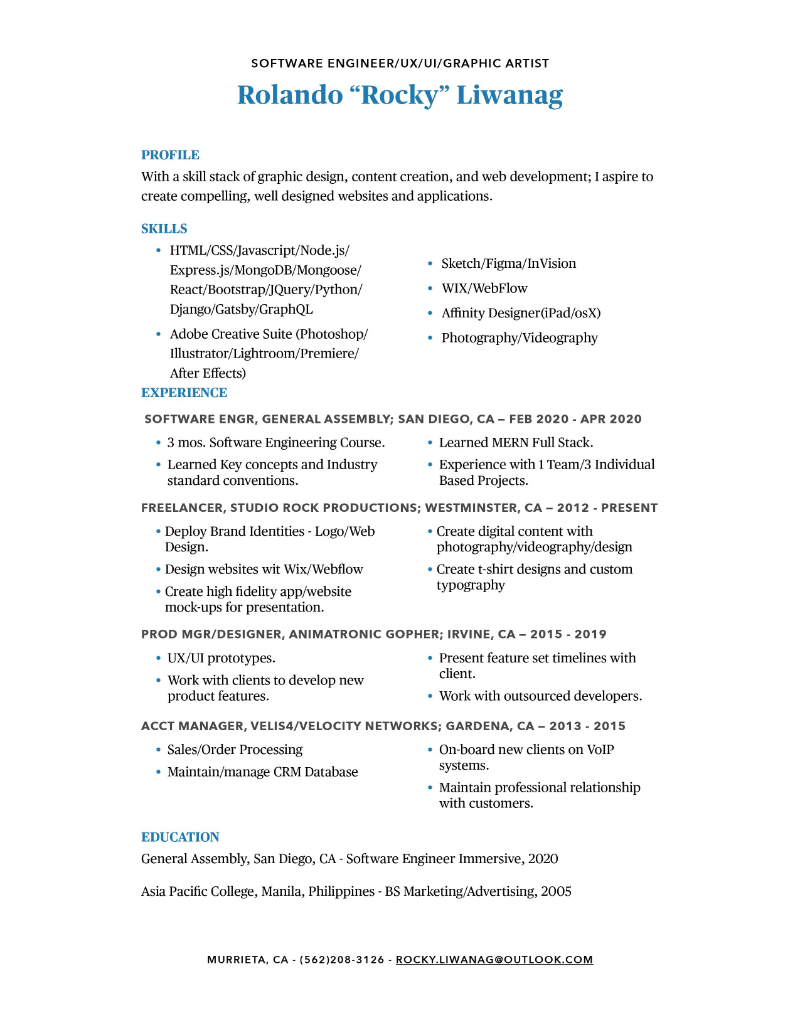 SOFTWARE ENGINEER/UX/UI/GRAPHIC ARTIST
Rolando “Rocky” Liwanag
PROFILE
With a skill stack of graphic design, content creation, and web development; I aspire to
create compelling, well designed websites and applications.
SKILLS
• HTML/CSS/Javascript/Node.js/
Express.js/MongoDB/Mongoose/
React/Bootstrap/JQuery/Python/
Django/Gatsby/GraphQL
• Adobe Creative Suite (Photoshop/
Illustrator/Lightroom/Premiere/
After Effects)
• Sketch/Figma/InVision
• WIX/WebFlow
• Affinity Designer(iPad/osX)
• Photography/Videography
EXPERIENCE
SOFTWARE ENGR, GENERAL ASSEMBLY; SAN DIEGO, CA — FEB 2020 - APR 2020
• 3 mos. Software Engineering Course.
• Learned Key concepts and Industry
standard conventions.
• Learned MERN Full Stack.
• Experience with 1 Team/3 Individual
Based Projects.
FREELANCER, STUDIO ROCK PRODUCTIONS; WESTMINSTER, CA — 2012 - PRESENT
• Deploy Brand Identities - Logo/Web
Design.
• Design websites wit Wix/Webflow
• Create high fidelity app/website
mock-ups for presentation.
• Create digital content with
photography/videography/design
• Create t-shirt designs and custom
typography
PROD MGR/DESIGNER, ANIMATRONIC GOPHER; IRVINE, CA — 2015 - 2019
• UX/UI prototypes.
• Work with clients to develop new
product features.
• Present feature set timelines with
client.
• Work with outsourced developers.
ACCT MANAGER, VELIS4/VELOCITY NETWORKS; GARDENA, CA — 2013 - 2015
• Sales/Order Processing
• Maintain/manage CRM Database
• On-board new clients on VoIP
systems.
• Maintain professional relationship
with customers.
EDUCATION
General Assembly, San Diego, CA - Software Engineer Immersive, 2020
Asia Pacific College, Manila, Philippines - BS Marketing/Advertising, 2005
MURRIETA, CA - (562)208-3126 - ROCKY.LIWANAG@OUTLOOK.COM